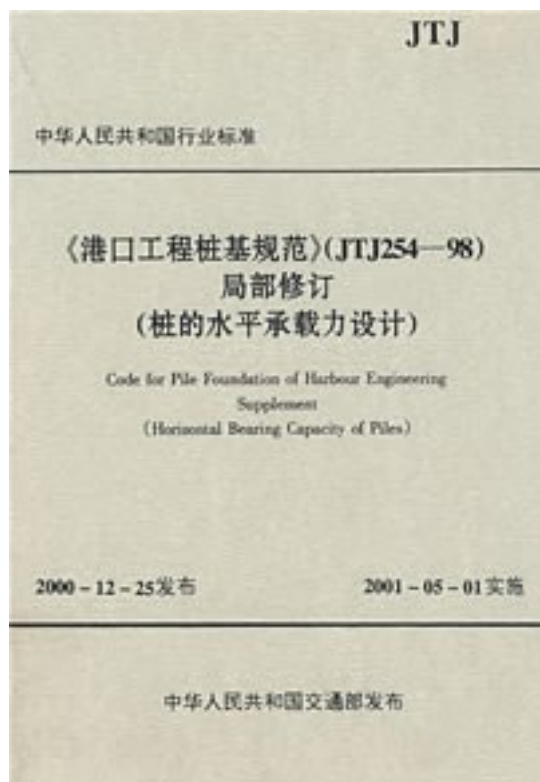 JTJ
中华人民共和国行业标准
《港口工程桩基规范》(JTJ254—98)
局部修订
(桩的水平承载力设计)
Code for Pile Foundation of Harbour Engineering
Supplement
(Horizontal Bearing Capacity of Piles)
2000-12-25发布
2001-05-01实施
中华人民共和国交通部发布